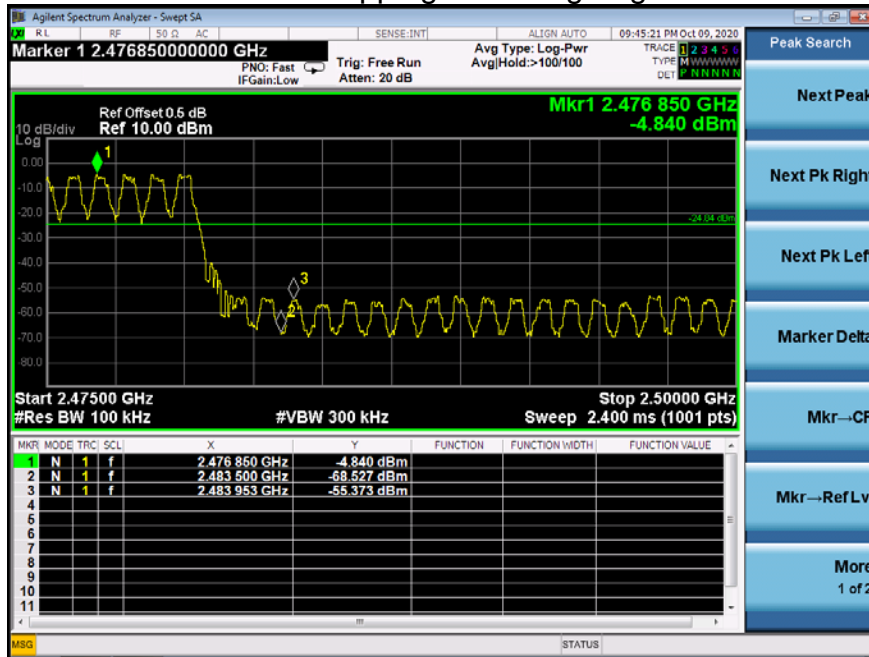 Agilent Spectrum Analyzer - Swept SA
RL RF 50 Ω AC SENSE:INT ALIGN AUTO 09:45:21 PM Oct 09, 2020
Marker 1 2.476850000000 GHz
PNO: Fast
IFGain:Low
Trig: Free Run
Atten: 20 dB
Avg Type: Log-Pwr
Avg|Hold:>100/100
TRACE 1 2 3 4 5 6
TYPE M WWWWW
DET P N N N N N
Ref Offset 0.5 dB
10 dB/div Ref 10.00 dBm
Log
Mkr1 2.476 850 GHz
-4.840 dBm
0.00
-10.0
-20.0
-30.0
-40.0
-50.0
-60.0
-70.0
-80.0
1
2
3
-24.84 dBm
Start 2.47500 GHz Stop 2.50000 GHz
#Res BW 100 kHz #VBW 300 kHz Sweep 2.400 ms (1001 pts)
MKR MODE TRC SCL X Y FUNCTION FUNCTION WIDTH FUNCTION VALUE
1 N 1 f 2.476 850 GHz -4.840 dBm
2 N 1 f 2.483 500 GHz -68.527 dBm
3 N 1 f 2.483 953 GHz -55.373 dBm
4
5
6
7
8
9
10
11
MSG STATUS
Peak Search
Next Peak
Next Pk Righ
Next Pk Lef
Marker Delta
Mkr→CF
Mkr→Ref Lv
More
1 of 2